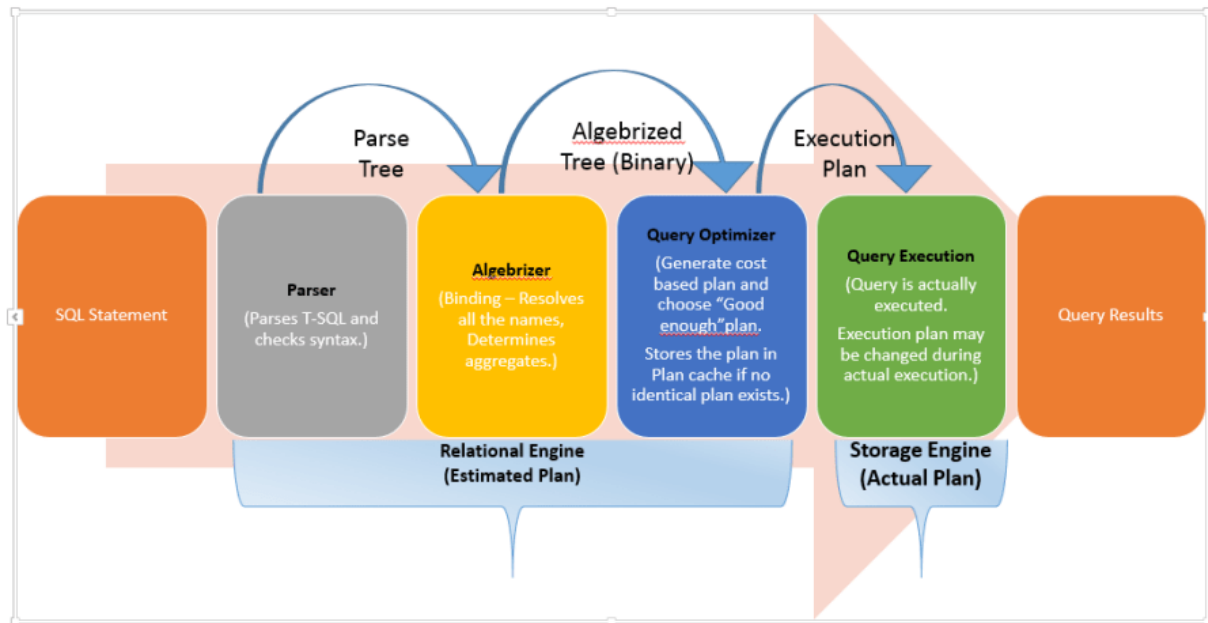 Parse
Tree
Algebrized
Tree (Binary)
Execution
Plan
SQL Statement
Parser
(Parses T-SQL and
checks syntax.)
Algebrizer
(Binding – Resolves
all the names,
Determines
aggregates.)
Query Optimizer
(Generate cost
based plan and
choose “Good
enough”plan.
Stores the plan in
Plan cache if no
identical plan exists.)
Query Execution
(Query is actually
executed.
Execution plan may
be changed during
actual execution.)
Query Results
Relational Engine
(Estimated Plan)
Storage Engine
(Actual Plan)